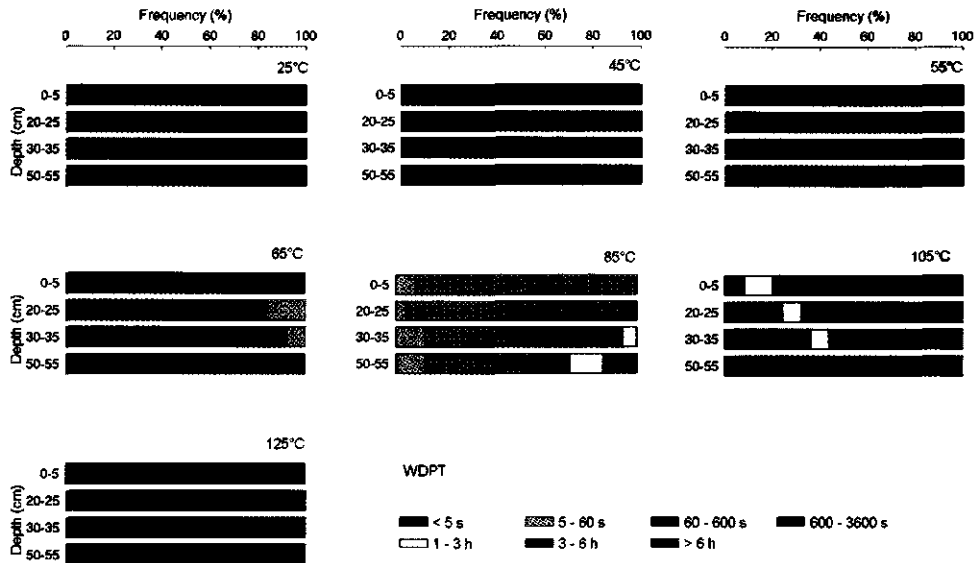 Frequency (%) Frequency (%) Frequency (%)
0 20 40 60 80 100 0 20 40 60 80 100 0 20 40 60 80 100
25°C 45°C 55°C
Depth (cm)
0-5 0-5 0-5
20-25 20-25 20-25
30-35 30-35 30-35
50-55 50-55 50-55
65°C 85°C 105°C
Depth (cm)
0-5 0-5 0-5
20-25 20-25 20-25
30-35 30-35 30-35
50-55 50-55 50-55
125°C
Depth (cm)
0-5
20-25
30-35
50-55
WDPT
< 5 s 5 - 60 s 60 - 600 s 600 - 3600 s
1 - 3 h 3 - 6 h > 6 h